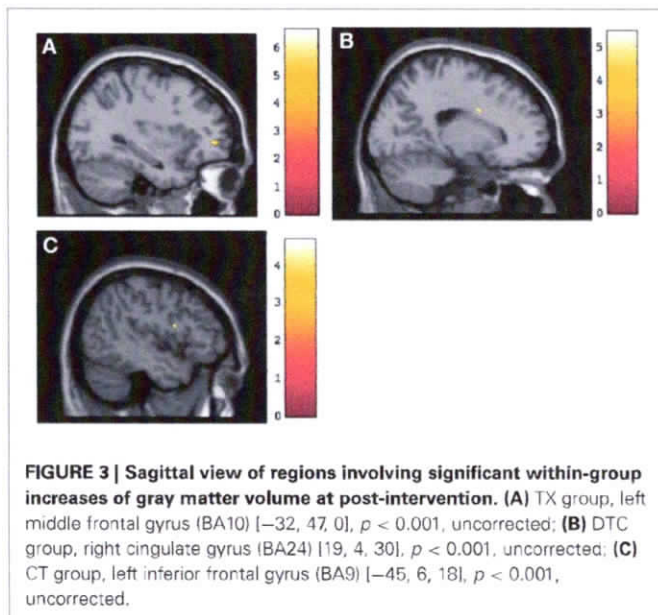 A
6
5
4
3
2
1
0
B
5
4
3
2
1
0
C
4
3
2
1
0
FIGURE 3 | Sagittal view of regions involving significant within-group
increases of gray matter volume at post-intervention. (A) TX group, left
middle frontal gyrus (BA10) [−32, 47, 0], p < 0.001, uncorrected; (B) DTC
group, right cingulate gyrus (BA24) [19, 4, 30], p < 0.001, uncorrected; (C)
CT group, left inferior frontal gyrus (BA9) [−45, 6, 18], p < 0.001,
uncorrected.